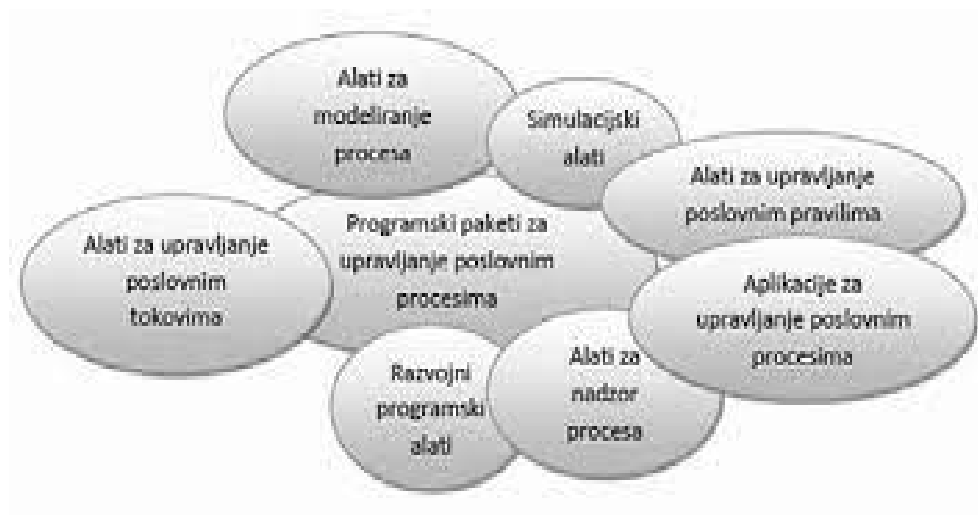 Alati za
modeliranje
procesa
Simulacijski
alati
Alati za upravljanje
poslovnim pravilima
Alati za upravljanje
poslovnim
tokovima
Programski paketi za
upravljanje poslovnim
procesima
Aplikacije za
upravljanje poslovnim
procesima
Razvojni
programski
alati
Alati za
nadzor
procesa